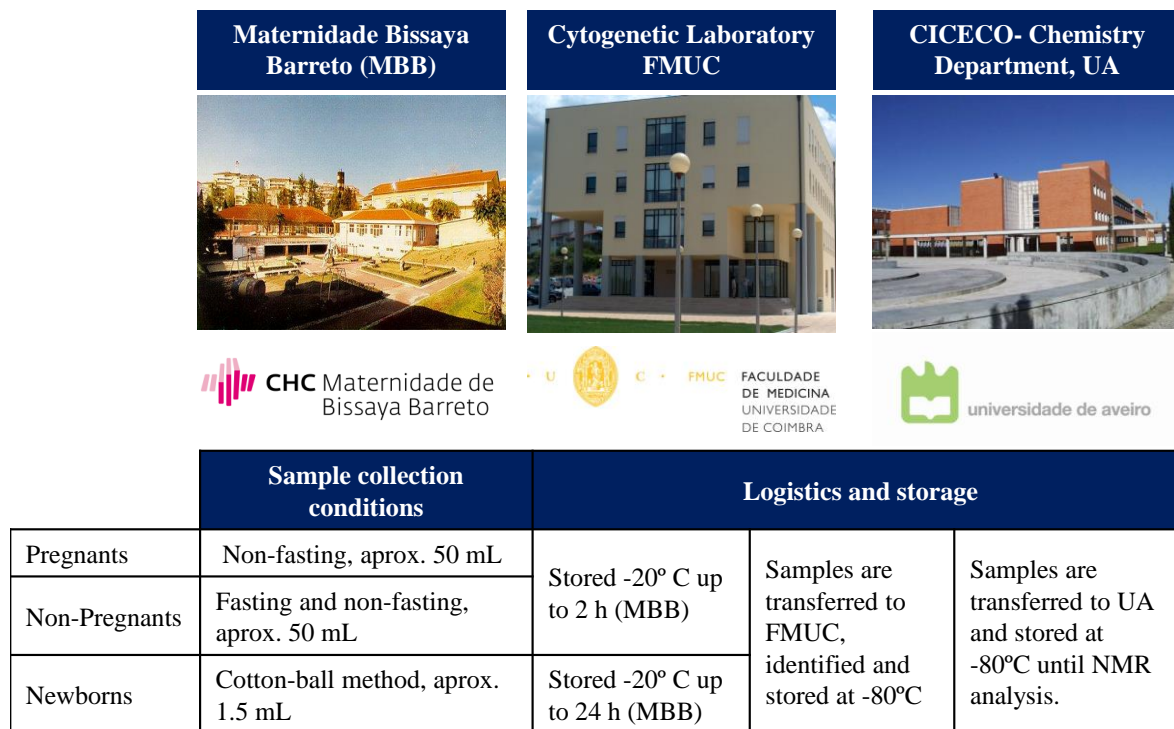 Maternidade Bissaya
Barreto (MBB)
Cytogenetic Laboratory
FMUC
CICECO- Chemistry
Department, UA
CHC Maternidade de
Bissaya Barreto
· U C · FMUC
FACULDADE
DE MEDICINA
UNIVERSIDADE
DE COIMBRA
universidade de aveiro
Sample collection
conditions
Logistics and storage
Pregnants
Non-fasting, aprox. 50 mL
Non-Pregnants
Fasting and non-fasting,
aprox. 50 mL
Stored -20º C up
to 2 h (MBB)
Newborns
Cotton-ball method, aprox.
1.5 mL
Stored -20º C up
to 24 h (MBB)
Samples are
transferred to
FMUC,
identified and
stored at -80ºC
Samples are
transferred to UA
and stored at
-80ºC until NMR
analysis.